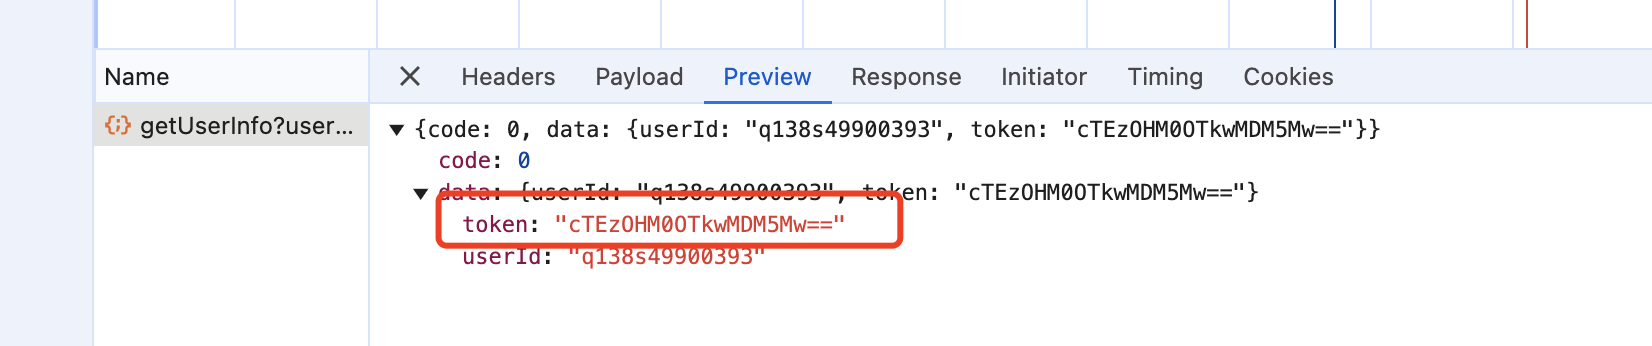 Name
Headers Payload Preview Response Initiator Timing Cookies
getUserInfo?user...
{code: 0, data: {userId: "q138s49900393", token: "cTEzOHM0OTkwMDM5Mw=="}}
code: 0
data: {userId: "q138s49900393", token: "cTEzOHM0OTkwMDM5Mw=="}
token: "cTEzOHM0OTkwMDM5Mw=="
userId: "q138s49900393"